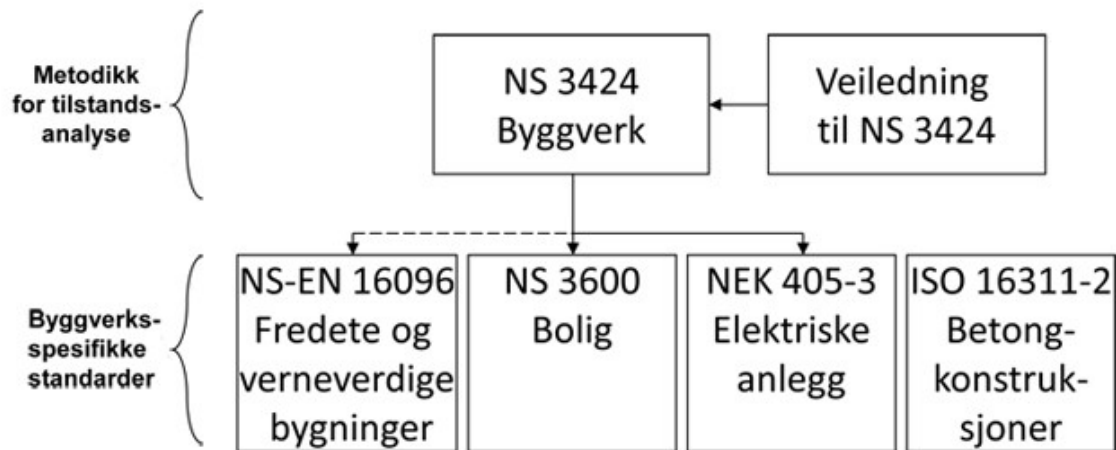 Metodikk
for tilstands-
analyse
NS 3424
Byggverk
Veiledning
til NS 3424
Byggverks-
spesifikke
standarder
NS-EN 16096
Fredete og
verneverdige
bygninger
NS 3600
Bolig
NEK 405-3
Elektriske
anlegg
ISO 16311-2
Betong-
konstruk-
sjoner